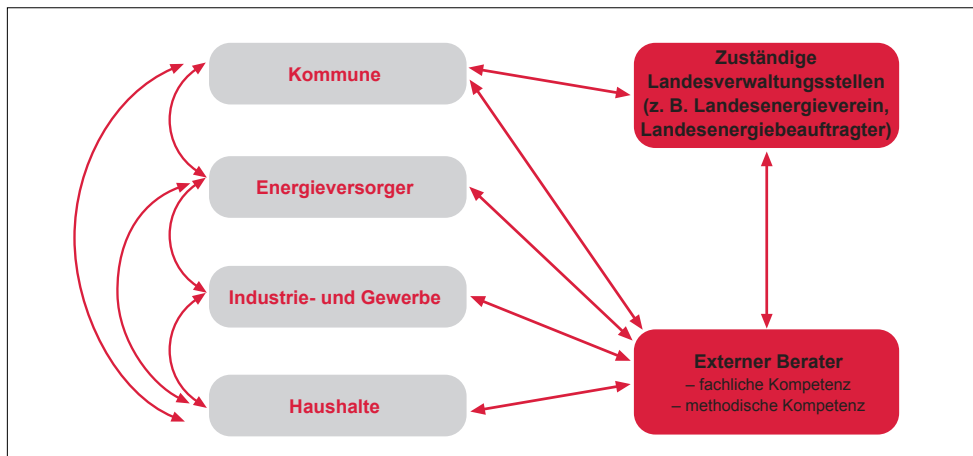 Kommune
Energieversorger
Industrie- und Gewerbe
Haushalte
Zuständige
Landesverwaltungsstellen
(z. B. Landesenergieverein,
Landesenergiebeauftragter)
Externer Berater
– fachliche Kompetenz
– methodische Kompetenz